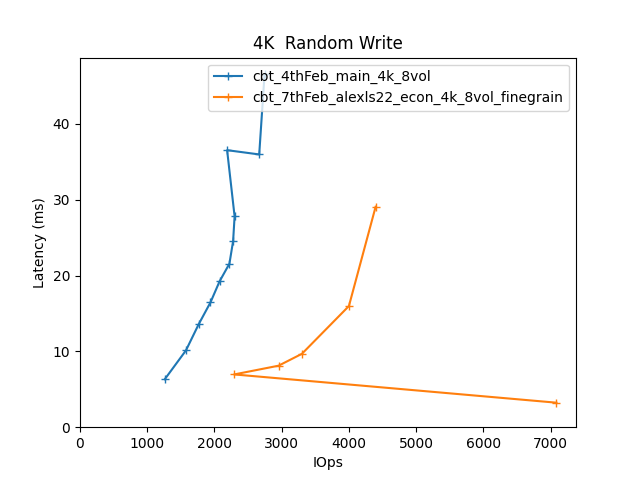 4K  Random Write
cbt_4thFeb_main_4k_8vol
cbt_7thFeb_alexls22_econ_4k_8vol_finegrain
Latency (ms)
40
30
20
10
0
0 1000 2000 3000 4000 5000 6000 7000
IOps